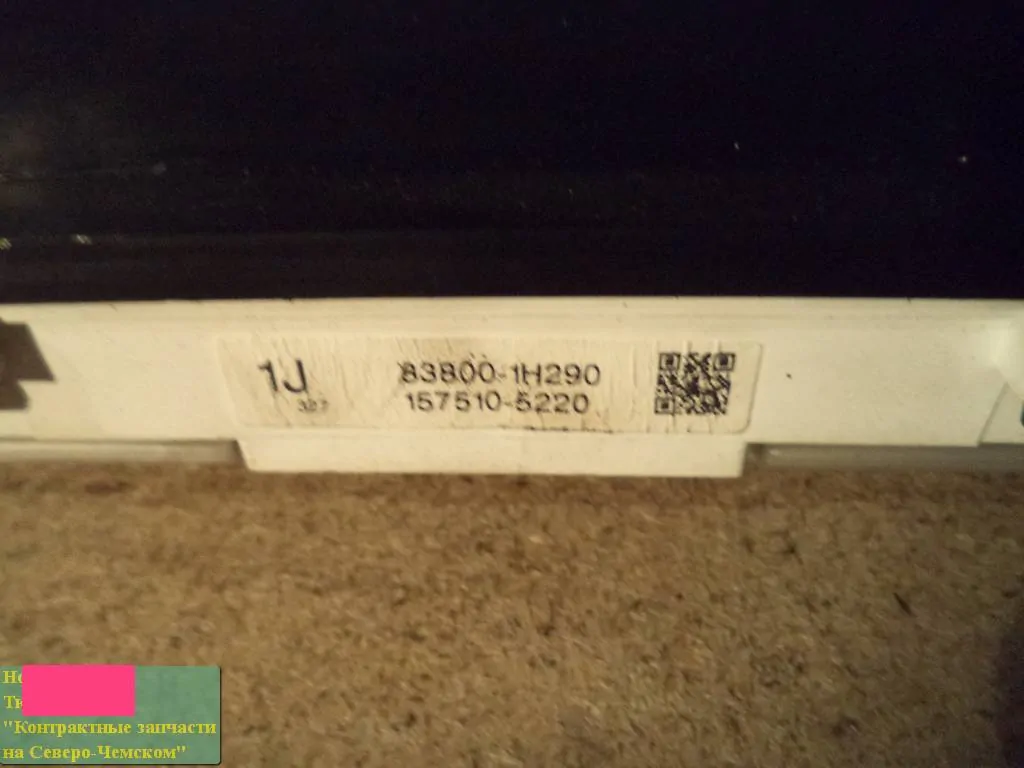 1J
327
83800-1H290
157510-5220
"Контрактные запчасти
на Северо-Чемском"